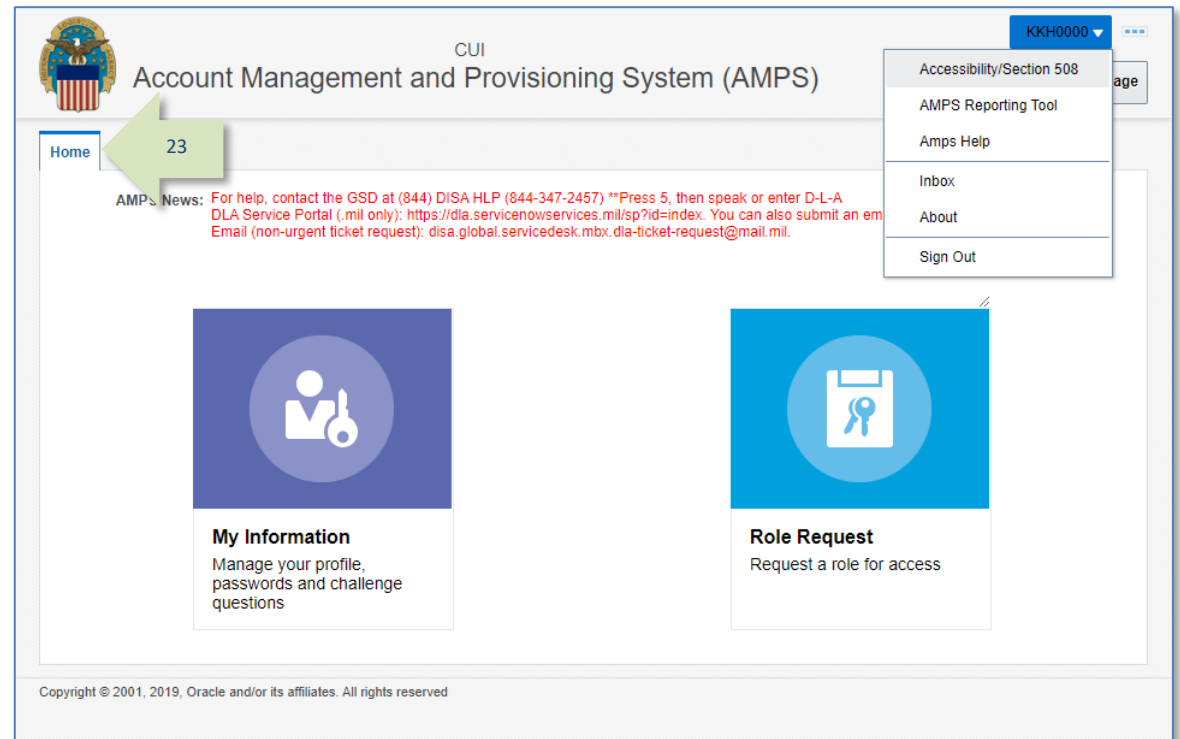 CUI
Account Management and Provisioning System (AMPS)
KKH0000
age
Accessibility/Section 508
AMPS Reporting Tool
Amps Help
Inbox
About
Sign Out
Home
23
AMPS News: For help, contact the GSD at (844) DISA HLP (844-347-2457) **Press 5, then speak or enter D-L-A
DLA Service Portal (.mil only): https://dla.servicenowservices.mil/sp?id=index. You can also submit an em
Email (non-urgent ticket request): disa.global.servicedesk.mbx.dla-ticket-request@mail.mil.
My Information
Manage your profile,
passwords and challenge
questions
Role Request
Request a role for access
Copyright © 2001, 2019, Oracle and/or its affiliates. All rights reserved